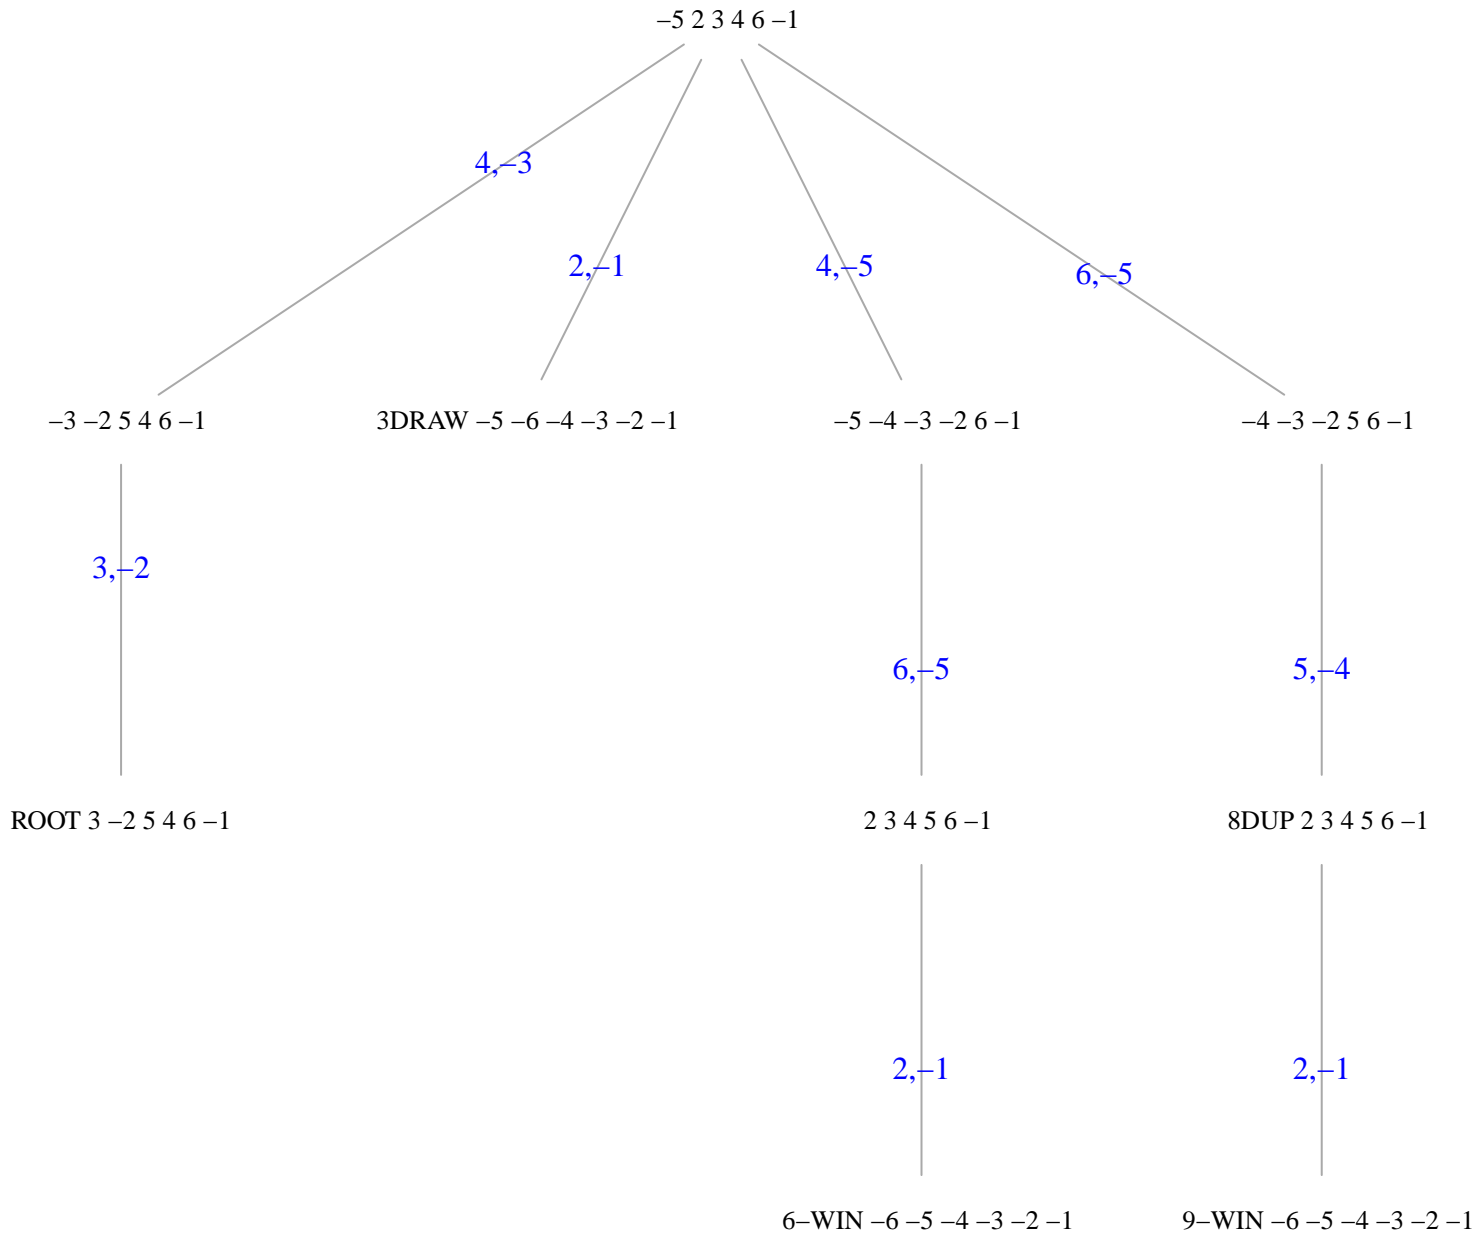 –5 2 3 4 6 –1
4,–3
2,–1
4,–5
6,–5
–3 –2 5 4 6 –1
3DRAW –5 –6 –4 –3 –2 –1
–5 –4 –3 –2 6 –1
–4 –3 –2 5 6 –1
3,–2
6,–5
5,–4
ROOT 3 –2 5 4 6 –1
2 3 4 5 6 –1
8DUP 2 3 4 5 6 –1
2,–1
2,–1
6–WIN –6 –5 –4 –3 –2 –1
9–WIN –6 –5 –4 –3 –2 –1